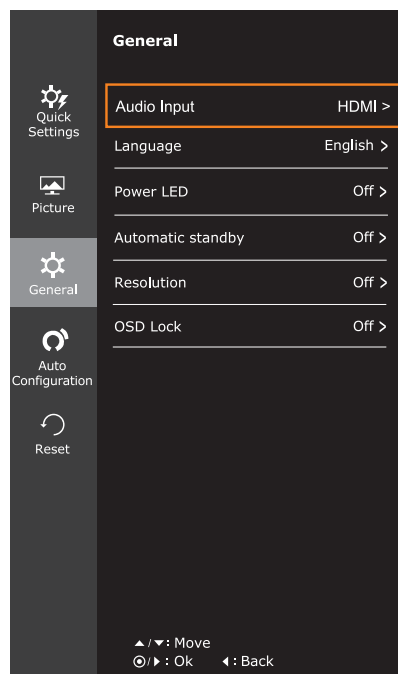 General
Quick
Settings
Picture
General
Auto
Configuration
Reset
Audio Input HDMI >
Language English >
Power LED Off >
Automatic standby Off >
Resolution Off >
OSD Lock Off >
▲/▼: Move
◉/▶: Ok ◀: Back